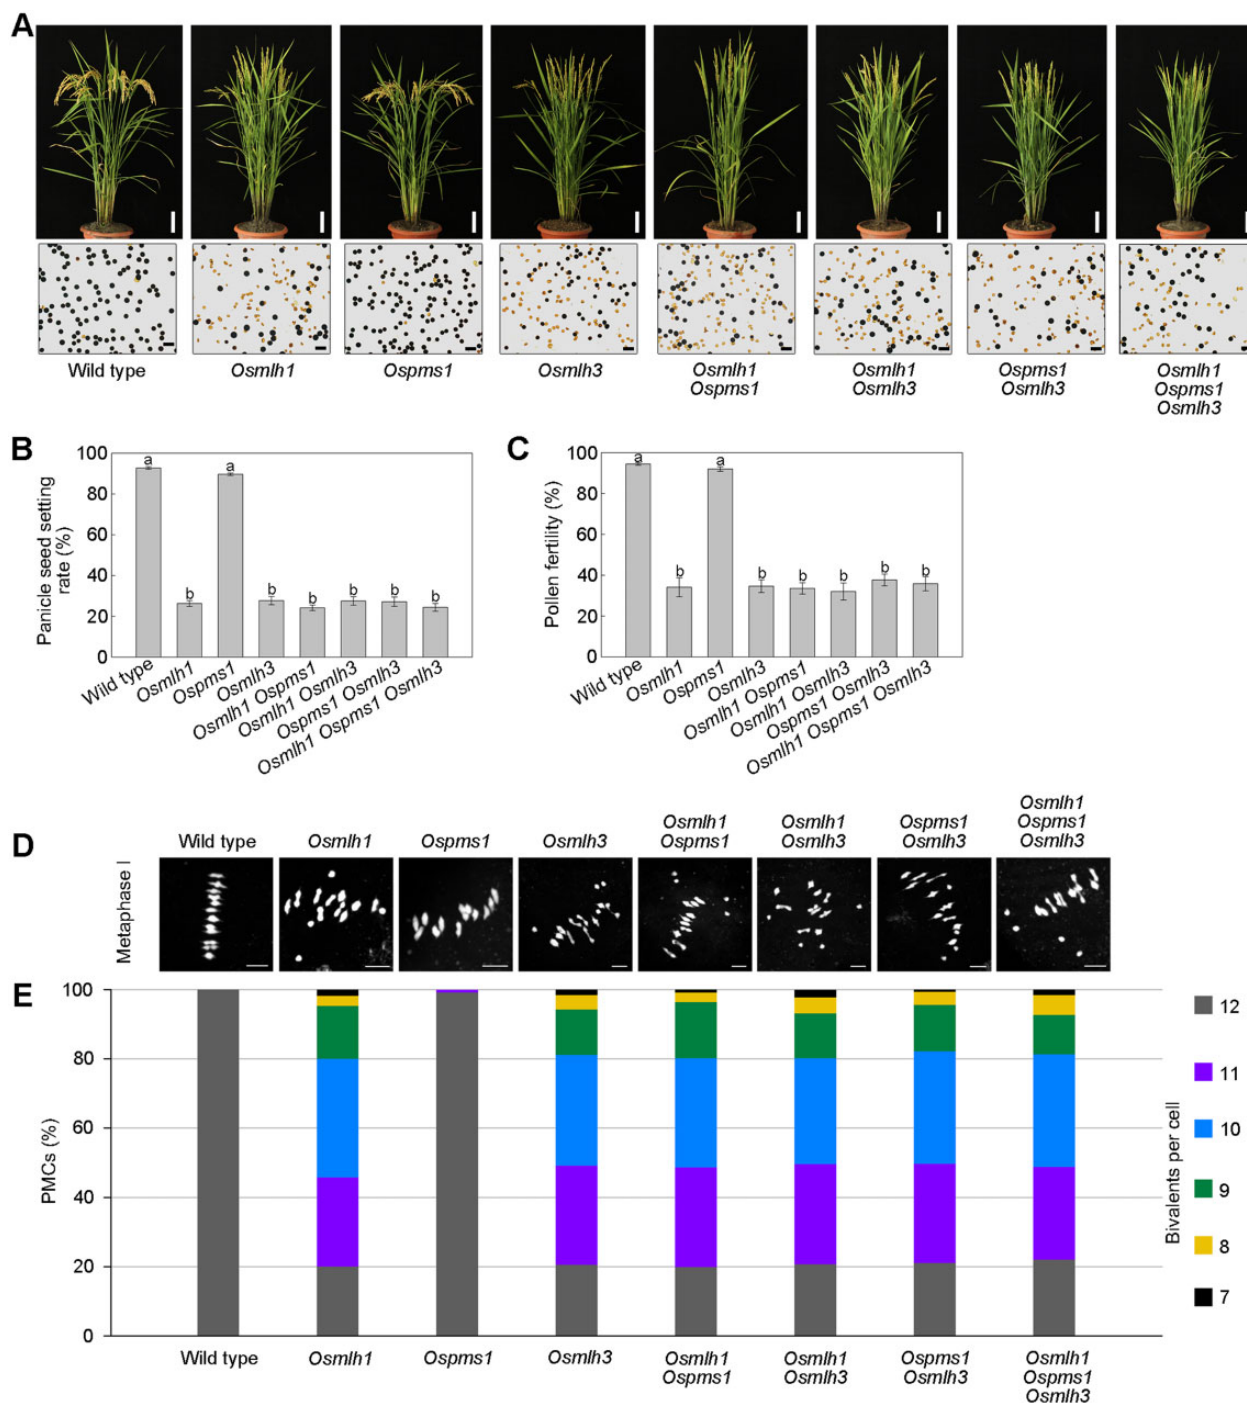 A
Wild type
Osmlh1
Ospms1
Osmlh3
Osmlh1
Ospms1
Osmlh1
Osmlh3
Ospms1
Osmlh3
Osmlh1
Ospms1
Osmlh3
B
Panicle seed setting
rate (%)
100
80
60
40
20
0
a
b
a
b
b
b
b
b
Wild type
Osmlh1
Ospms1
Osmlh3
Osmlh1 Ospms1
Osmlh1 Osmlh3
Ospms1 Osmlh3
Osmlh1 Ospms1 Osmlh3
C
Pollen fertility (%)
100
80
60
40
20
0
a
b
a
b
b
b
b
b
Wild type
Osmlh1
Ospms1
Osmlh3
Osmlh1 Ospms1
Osmlh1 Osmlh3
Ospms1 Osmlh3
Osmlh1 Ospms1 Osmlh3
D
Wild type
Osmlh1
Ospms1
Osmlh3
Osmlh1
Ospms1
Osmlh1
Osmlh3
Ospms1
Osmlh3
Osmlh1
Ospms1
Osmlh3
Metaphase I
E
PMCs (%)
100
80
60
40
20
0
Wild type
Osmlh1
Ospms1
Osmlh3
Osmlh1
Ospms1
Osmlh1
Osmlh3
Ospms1
Osmlh3
Osmlh1
Ospms1
Osmlh3
Bivalents per cell
12
11
10
9
8
7